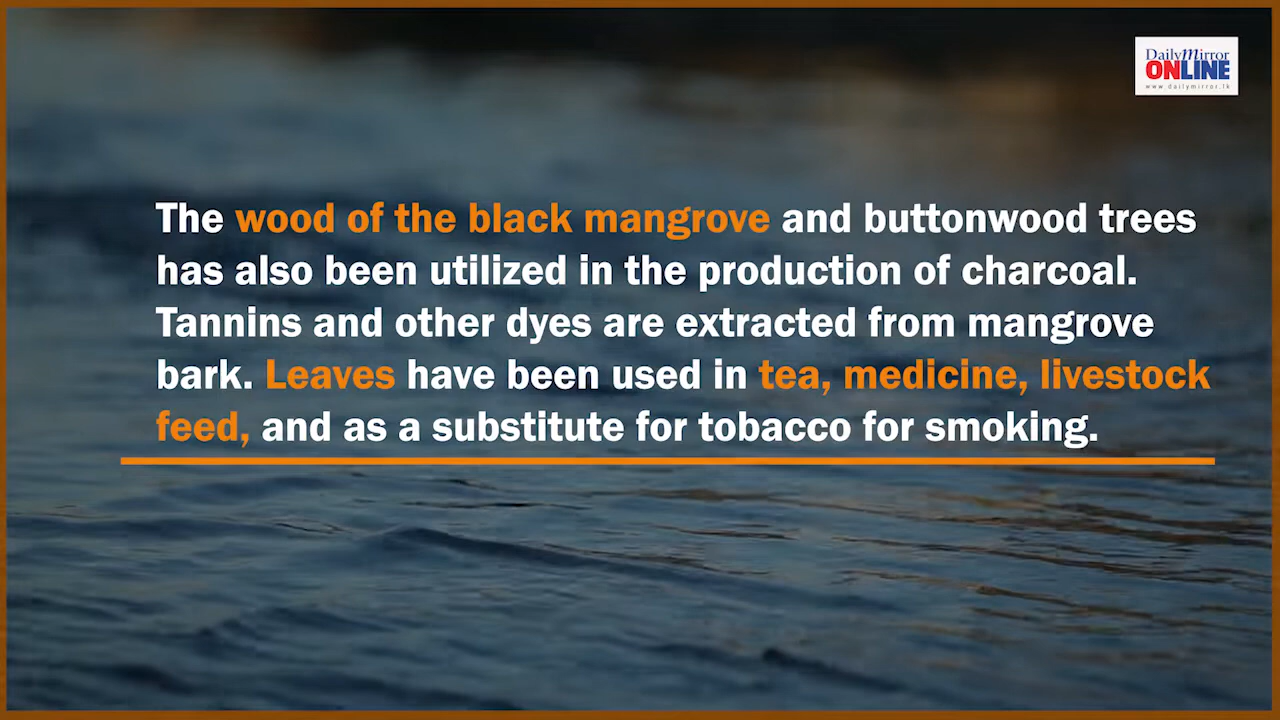 DailyMirror
ONLINE
www.dailymirror.lk
The wood of the black mangrove and buttonwood trees
has also been utilized in the production of charcoal.
Tannins and other dyes are extracted from mangrove
bark. Leaves have been used in tea, medicine, livestock
feed, and as a substitute for tobacco for smoking.